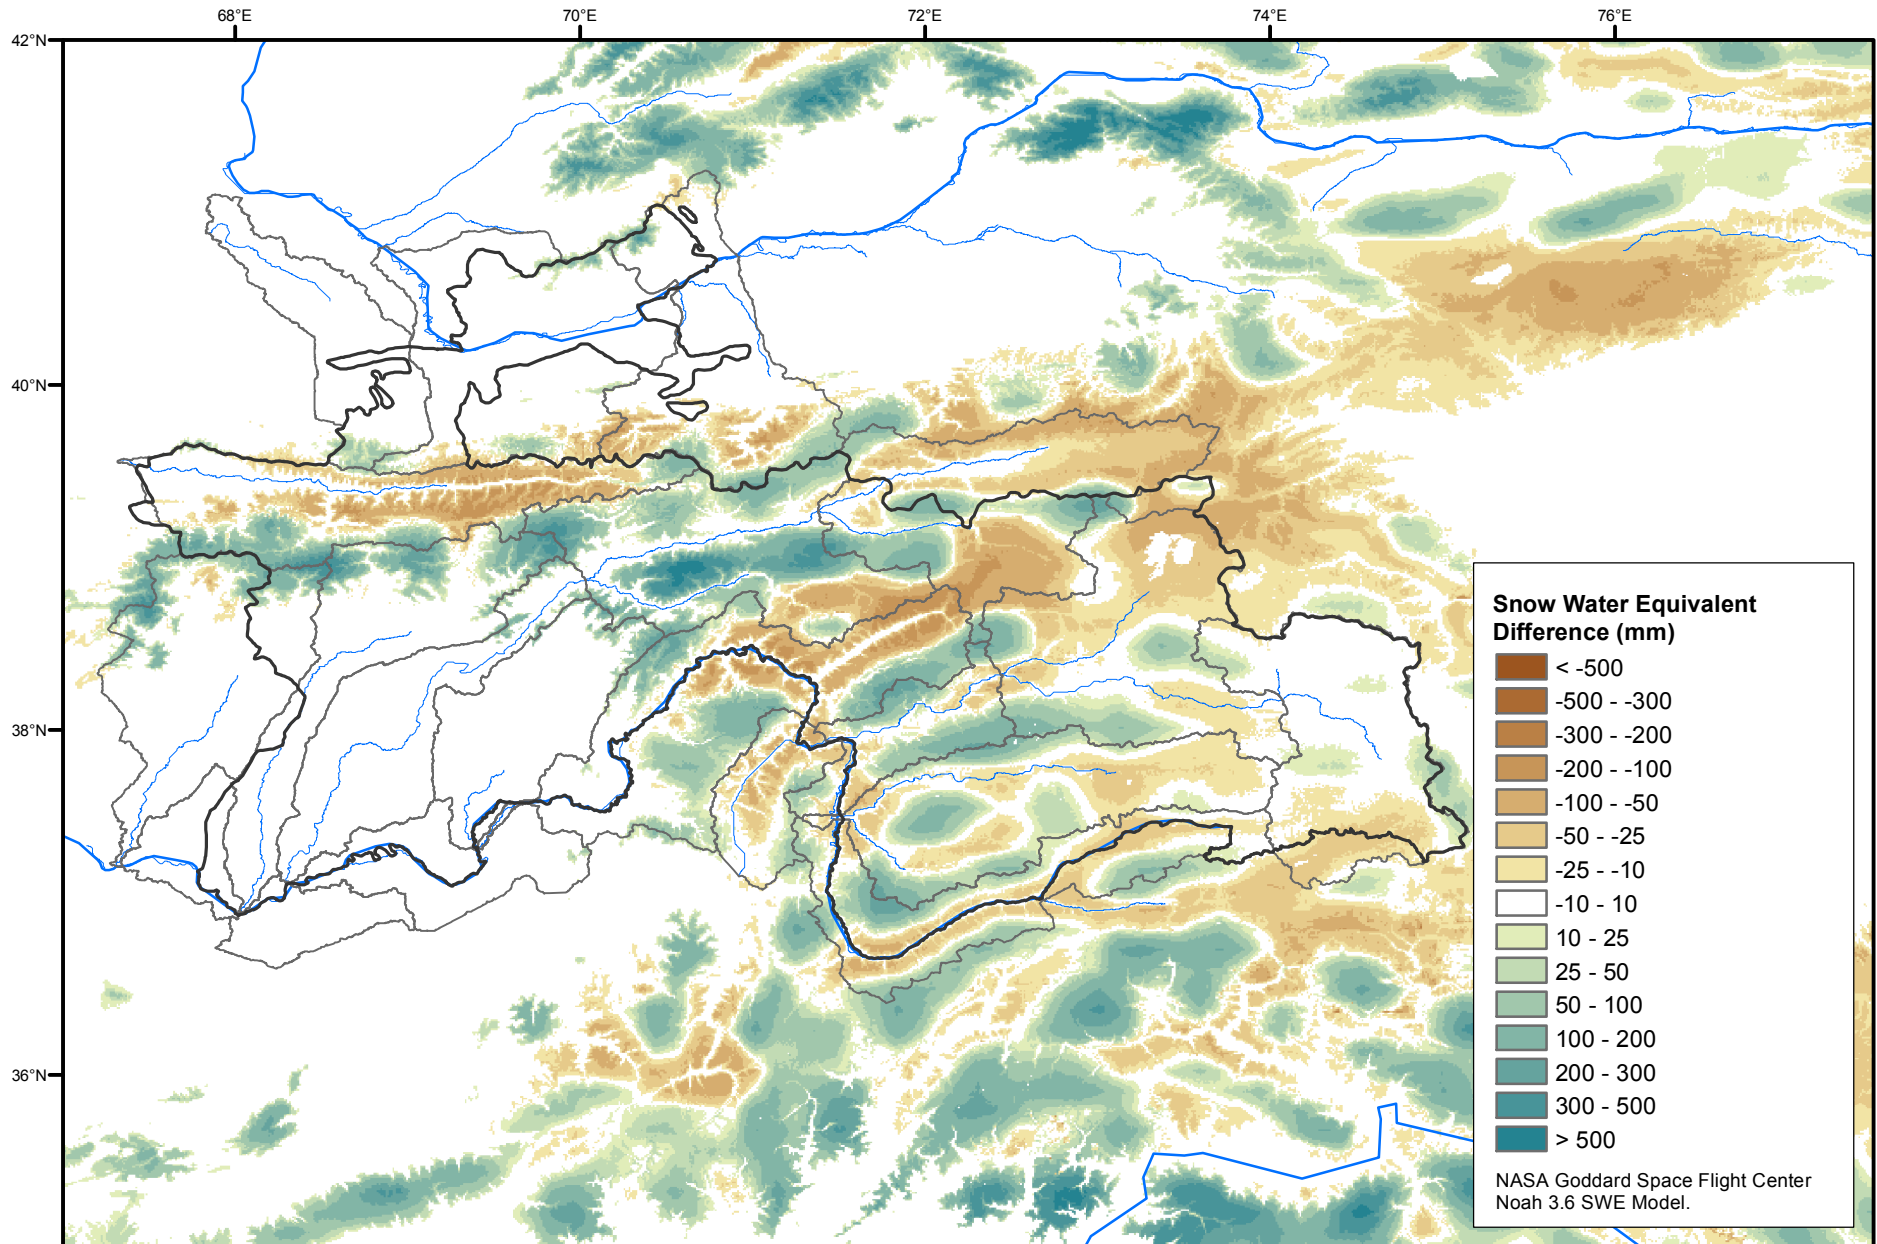 68°E 70°E 72°E 74°E 76°E
42°N
40°N
38°N
36°N
Snow Water Equivalent
Difference (mm)
< -500
-500 - -300
-300 - -200
-200 - -100
-100 - -50
-50 - -25
-25 - -10
-10 - 10
10 - 25
25 - 50
50 - 100
100 - 200
200 - 300
300 - 500
> 500
NASA Goddard Space Flight Center
Noah 3.6 SWE Model.